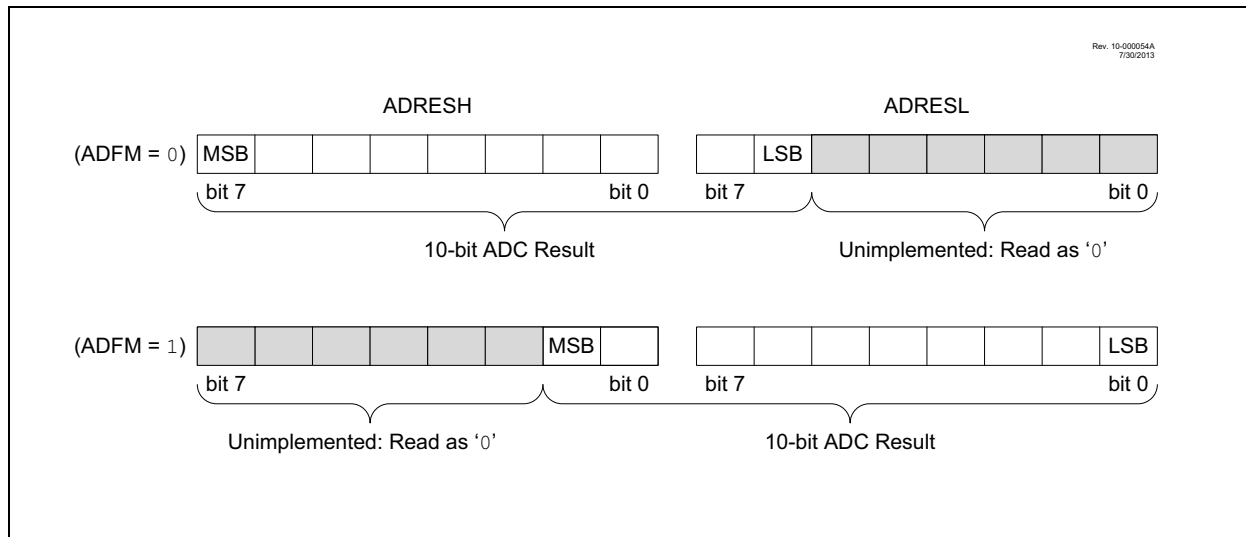 Rev. 10-000054A
7/30/2013
ADRESH ADRESL
(ADFM = 0) MSB LSB
bit 7 bit 0 bit 7 bit 0
10-bit ADC Result Unimplemented: Read as ‘0’
(ADFM = 1) MSB LSB
bit 7 bit 0 bit 7 bit 0
Unimplemented: Read as ‘0’ 10-bit ADC Result